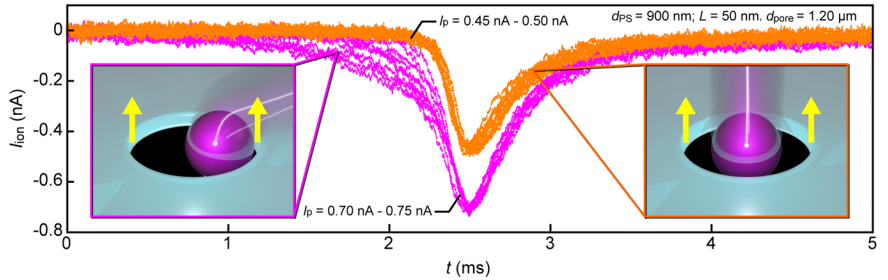 I_p = 0.45 nA - 0.50 nA
d_PS = 900 nm; L = 50 nm. d_pore = 1.20 µm
0
-0.2
-0.4
-0.6
-0.8
I_ion (nA)
I_p = 0.70 nA - 0.75 nA
0 1 2 3 4 5
t (ms)